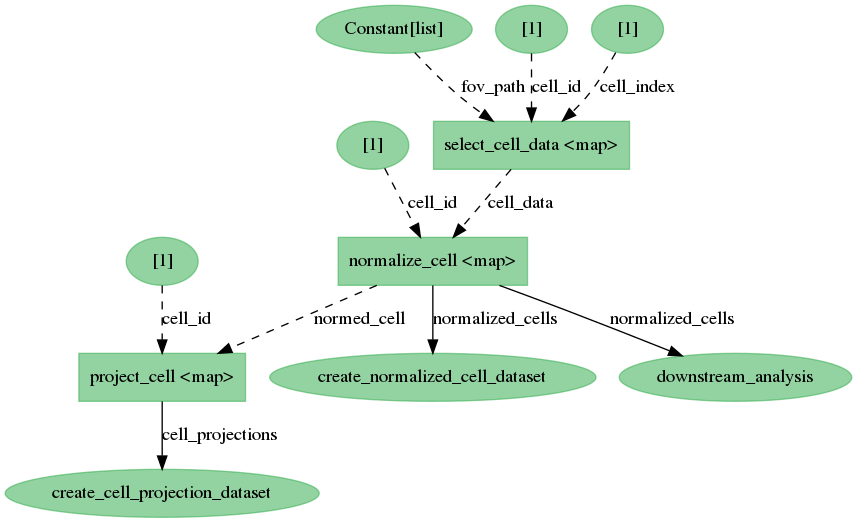 Constant[list]
[1]
[1]
fov_path
cell_id
cell_index
[1]
select_cell_data <map>
cell_id
cell_data
[1]
normalize_cell <map>
cell_id
normed_cell
normalized_cells
normalized_cells
project_cell <map>
create_normalized_cell_dataset
downstream_analysis
cell_projections
create_cell_projection_dataset